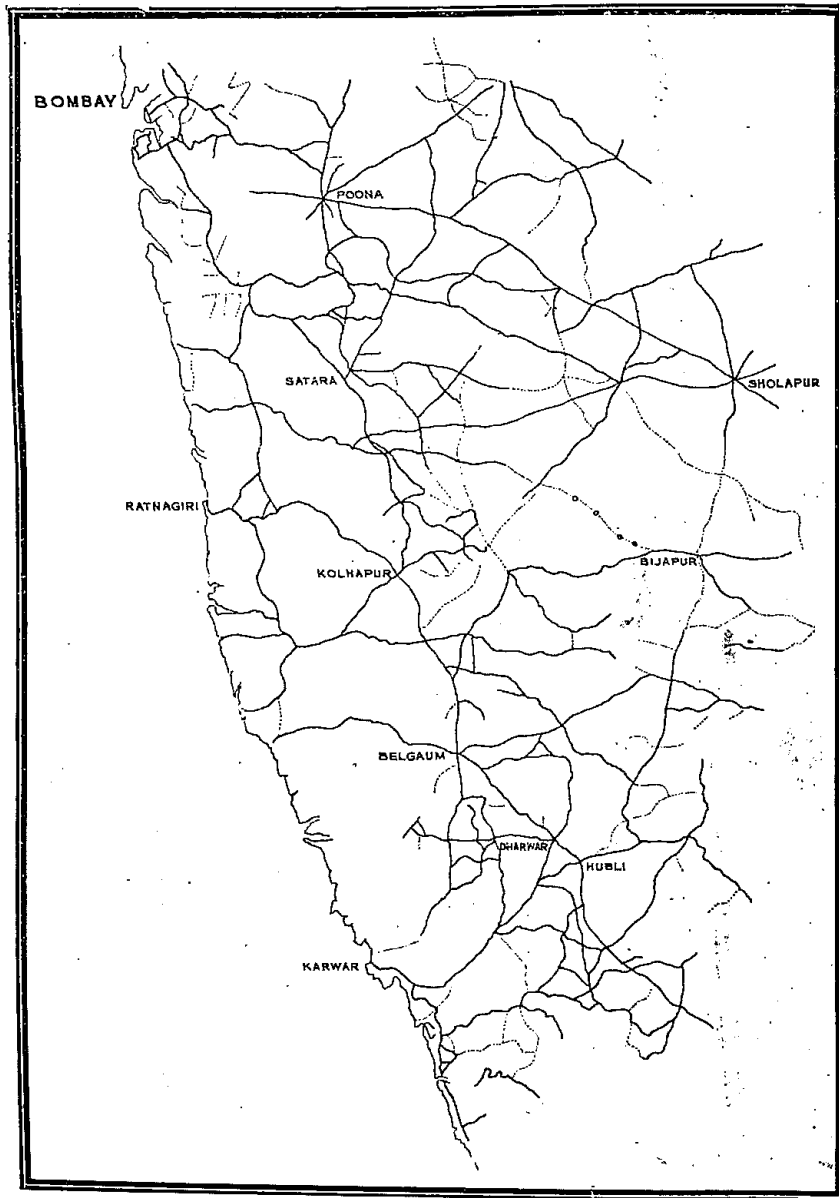 BOMBAY
POONA
SATARA
SHOLAPUR
RATNAGIRI
KOLHAPUR
BIJAPUR
BELGAUM
DHARWAR
HUBLI
KARWAR